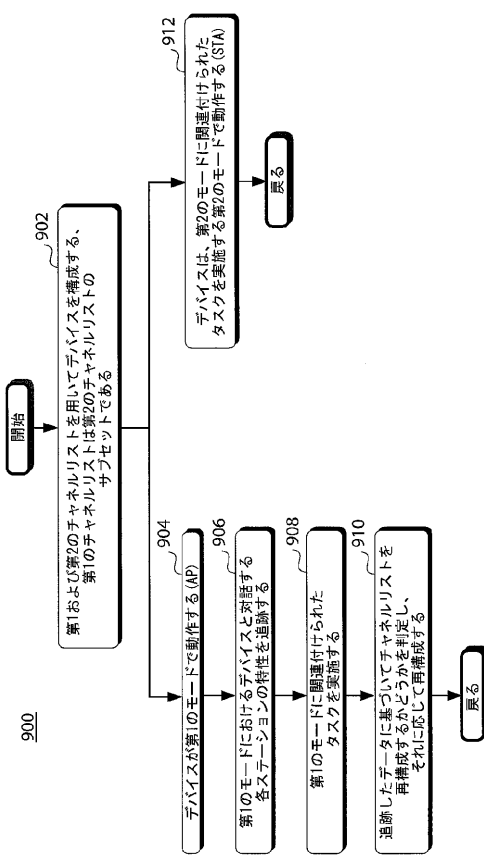 900
開始
902
第1および第2のチャネルリストを用いてデバイスを構成する、
第1のチャネルリストは第2のチャネルリストの
サブセットである
904
デバイスが第1のモードで動作する(AP)
906
第1のモードにおけるデバイスと対話する
各ステーションの特性を追跡する
908
第1のモードに関連付けられた
タスクを実施する
910
追跡したデータに基づいてチャネルリストを
再構成するかどうかを判定し、
それに応じて再構成する
戻る
912
デバイスは、第2のモードに関連付けられた
タスクを実施する第2のモードで動作する(STA)
戻る